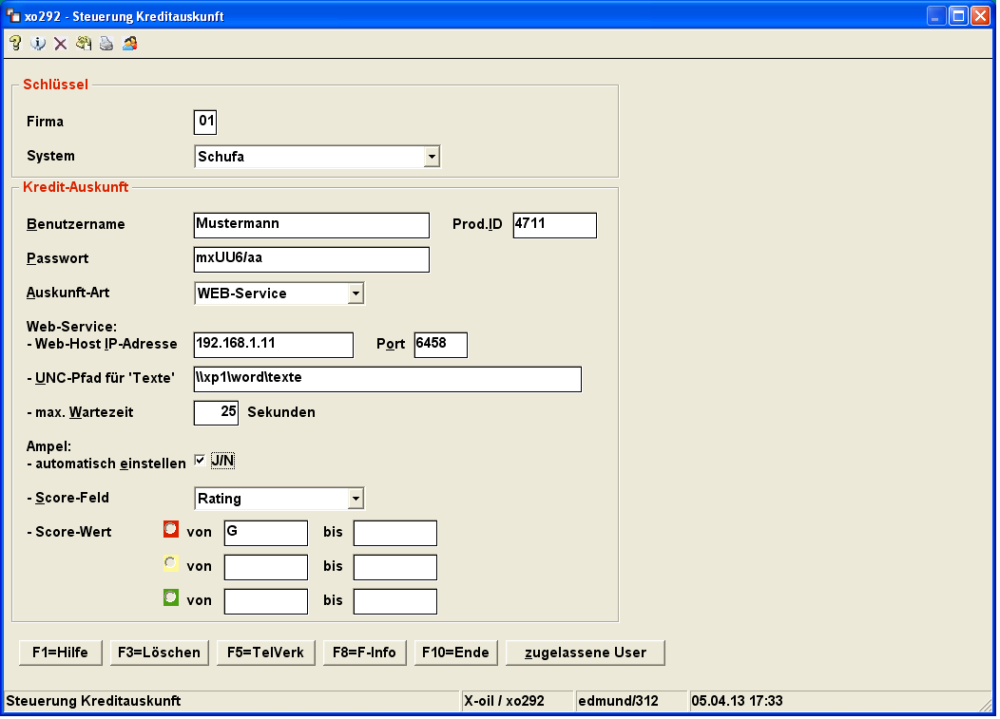 xo292 - Steuerung Kreditauskunft
Schlüssel
Firma 01
System Schufa
Kredit-Auskunft
Benutzername Mustermann Prod.ID 4711
Passwort mxUU6/aa
Auskunft-Art WEB-Service
Web-Service:
- Web-Host IP-Adresse 192.168.1.11 Port 6458
- UNC-Pfad für 'Texte' \\xp1\word\texte
- max. Wartezeit 25 Sekunden
Ampel:
- automatisch einstellen J/N
- Score-Feld Rating
- Score-Wert von G bis
von bis
von bis
F1=Hilfe F3=Löschen F5=TelVerk F8=F-Info F10=Ende zugelassene User
Steuerung Kreditauskunft X-oil / xo292 edmund/312 05.04.13 17:33